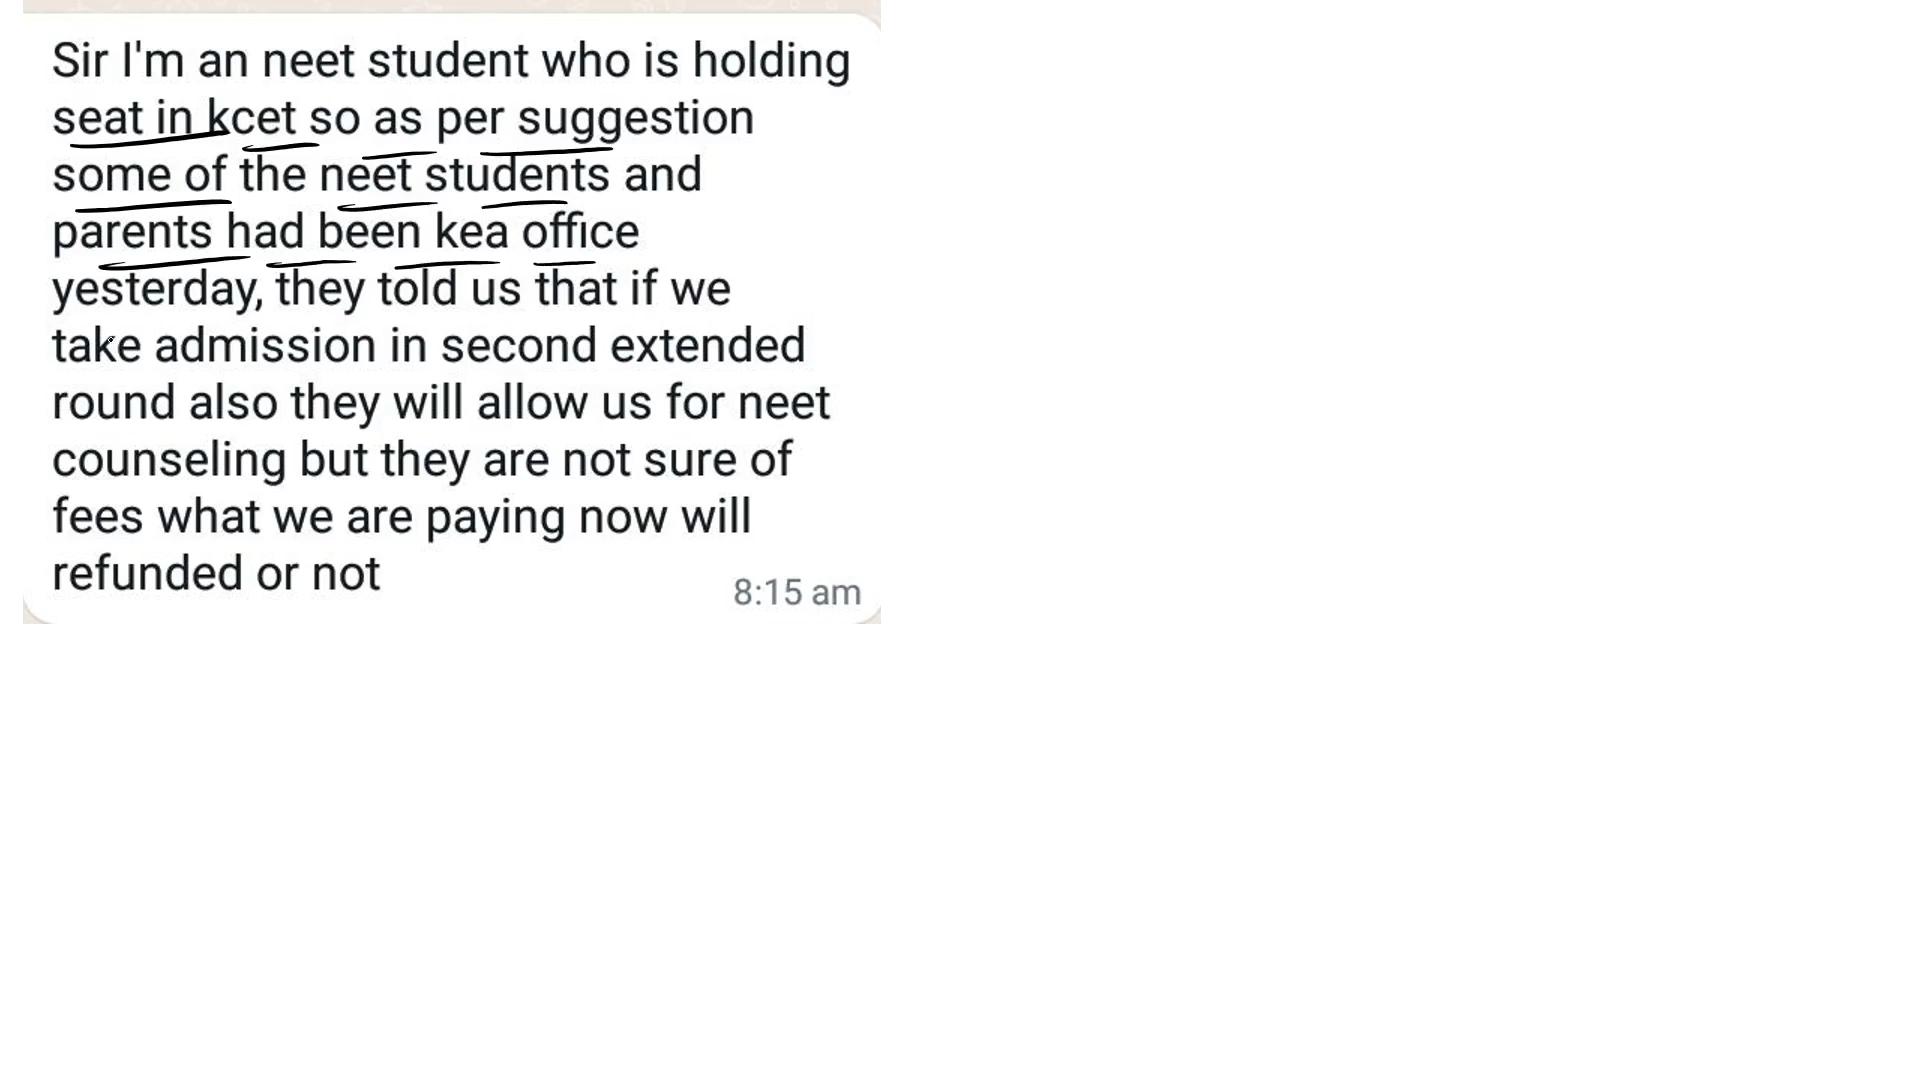 Sir I'm an neet student who is holding
seat in kcet so as per suggestion
some of the neet students and
parents had been kea office
yesterday, they told us that if we
take admission in second extended
round also they will allow us for neet
counseling but they are not sure of
fees what we are paying now will
refunded or not
8:15 am